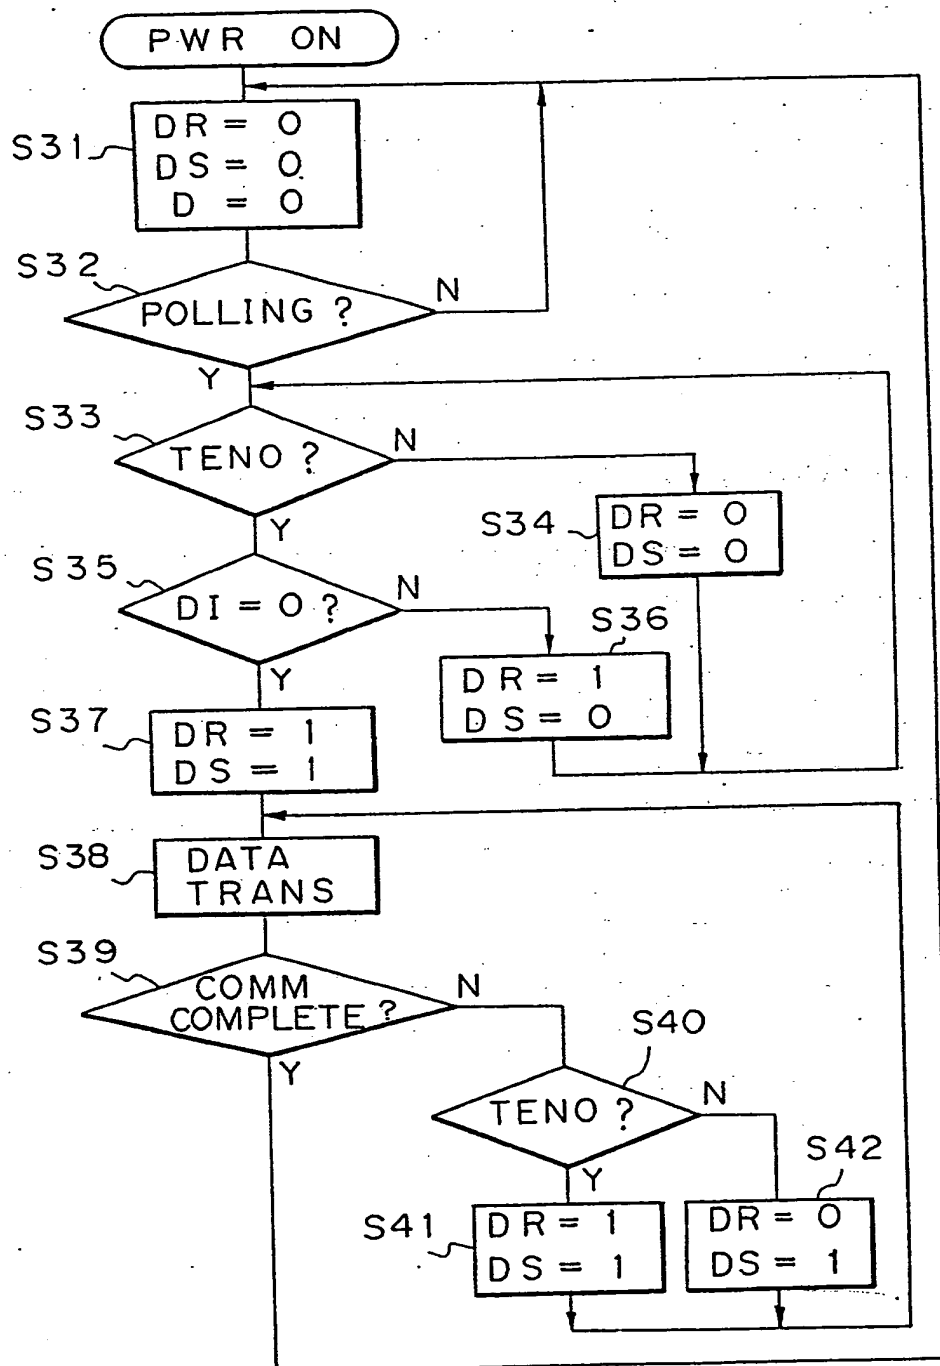 PWR ON
S31
DR = 0
DS = 0
D = 0
S32
POLLING ?
N
Y
S33
TENO ?
N
Y
S34
DR = 0
DS = 0
S35
DI = 0 ?
N
Y
S36
DR = 1
DS = 0
S37
DR = 1
DS = 1
S38
DATA
TRANS
S39
COMM
COMPLETE ?
N
Y
S40
TENO ?
N
Y
S41
DR = 1
DS = 1
S42
DR = 0
DS = 1